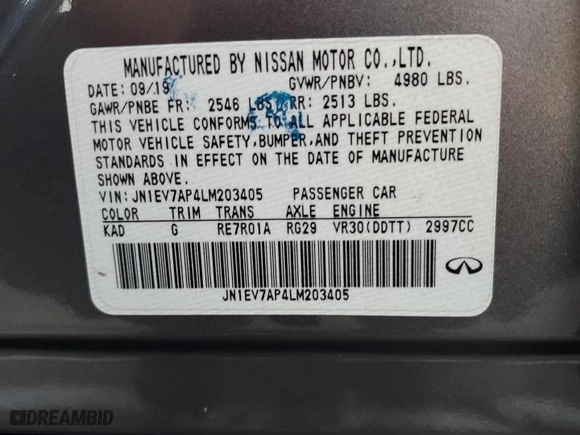 MANUFACTURED BY NISSAN MOTOR CO.,LTD.
DATE: 09/19 GVWR/PNBV: 4980 LBS.
GAWR/PNBE FR: 2546 LBS RR: 2513 LBS.
THIS VEHICLE CONFORMS TO ALL APPLICABLE FEDERAL
MOTOR VEHICLE SAFETY,BUMPER,AND THEFT PREVENTION
STANDARDS IN EFFECT ON THE DATE OF MANUFACTURE
SHOWN ABOVE.
VIN: JN1EV7AP4LM203405 PASSENGER CAR
COLOR TRIM TRANS AXLE ENGINE
KAD G RE7R01A RG29 VR30(DDTT) 2997CC
JN1EV7AP4LM203405
INFINITI
DREAMBID